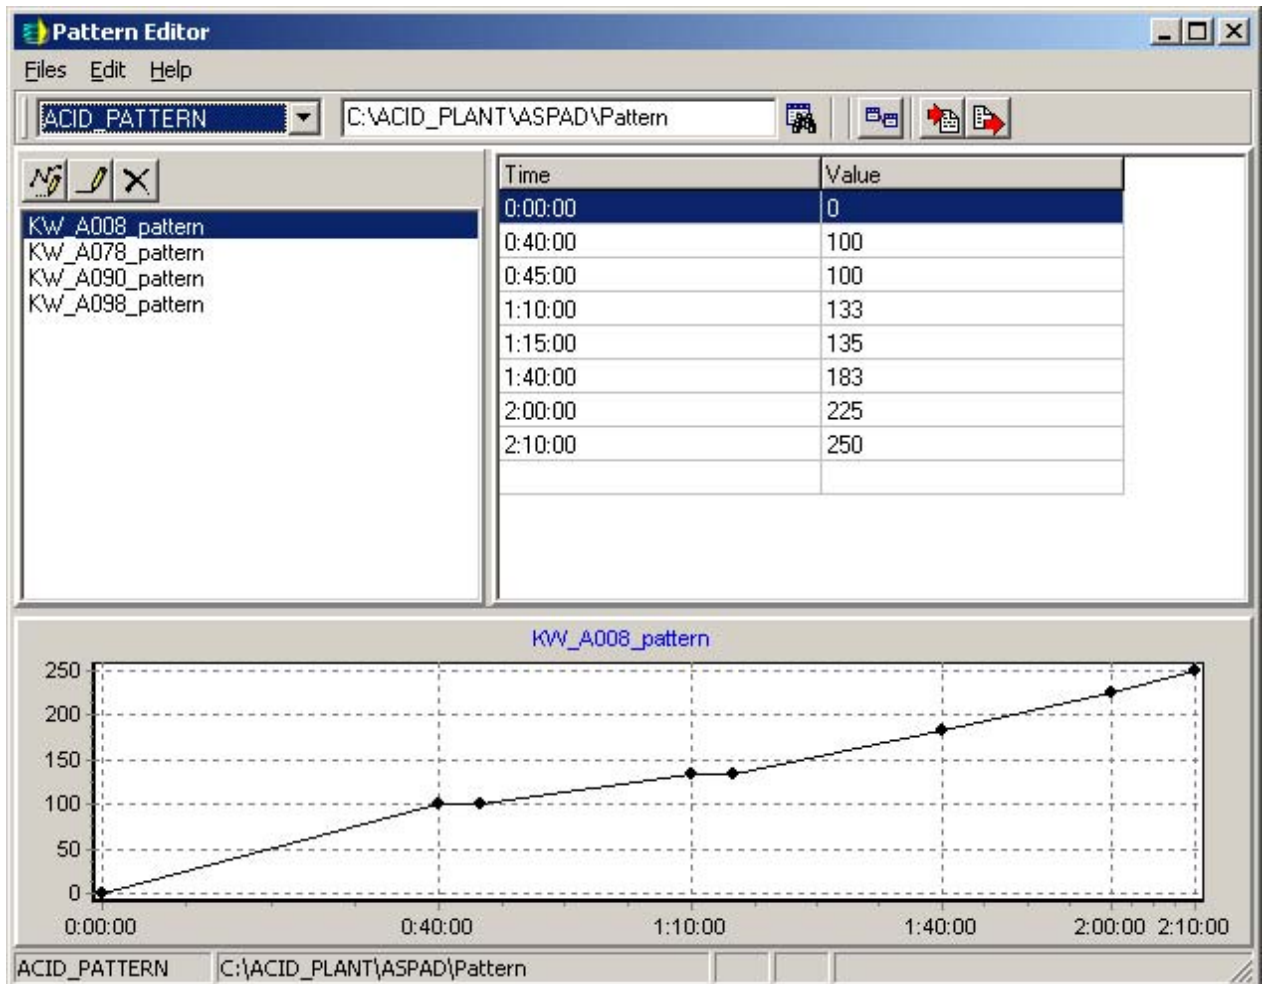 Pattern Editor
Files Edit Help
ACID_PATTERN C:\ACID_PLANT\ASPAD\Pattern
KW_A008_pattern
KW_A078_pattern
KW_A090_pattern
KW_A098_pattern
Time Value
0:00:00 0
0:40:00 100
0:45:00 100
1:10:00 133
1:15:00 135
1:40:00 183
2:00:00 225
2:10:00 250
KW_A008_pattern
250
200
150
100
50
0
0:00:00 0:40:00 1:10:00 1:40:00 2:00:00 2:10:00
ACID_PATTERN C:\ACID_PLANT\ASPAD\Pattern